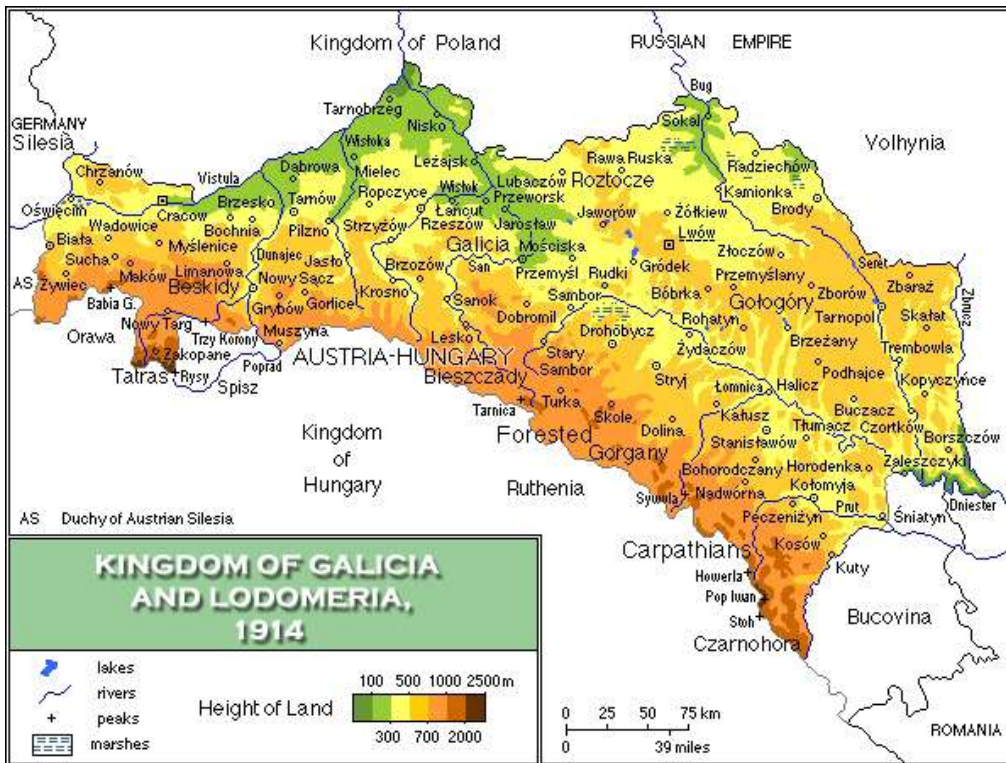 Kingdom of Poland
RUSSIAN EMPIRE
Bug
Tarnobrzeg
Nisko
Sokal
GERMANY
Silesia
Volhynia
Wisłoka
Chrzanów
Dąbrowa
Mielec
Leżajsk
Rawa Ruska
Radziechów
Vistula
Ropczyce
Wisłok
Lubaczów
Roztocze
Kamionka
Oświęcim
Cracow
Brzesko
Tarnów
Łańcut
Przeworsk
Brody
Wadowice
Bochnia
Pilzno
Strzyżów
Rzeszów
Jarosław
Jaworów
Żółkiew
Biała
Myślenice
Galicia
Mościska
Lwów
Złoczów
Sucha
Maków
Limanowa
Dunajec
Jasło
Brzozów
San
Przemyśl
Rudki
Gródek
Przemyślany
Seret
AS
Żywiec
Beskidy
Nowy Sącz
Krosno
Sanok
Sambor
Bóbrka
Gołogóry
Zborów
Zbaraż
Zbrucz
Babia G.
Grybów
Gorlice
Dobromil
Drohóbycz
Rohatyn
Tarnopol
Skałat
Nowy Targ
Trzy Korony
Muszyna
Lesko
Żydaczów
Brzeżany
Trembowla
Orawa
Zakopane
AUSTRIA-HUNGARY
Stary
Sambor
Tatras
Rysy
Poprad
Spisz
Bieszczady
Stryj
Łomnica
Halicz
Podhajce
Kopyczyńce
Tarnica
Turka
Skole
Kałusz
Buczacz
Dolina
Tłumacz
Czortków
Kingdom
of
Hungary
Forested
Gorgany
Stanisławów
Borszczów
Bohorodczany
Horodenka
Zaleszczyki
Ruthenia
Sywula
Nadwórna
Kołomyja
Dniester
Peczeniżyn
Prut
Śniatyn
AS Duchy of Austrian Silesia
Carpathians
Kosów
Kuty
Howerla
Pop Iwan
Stoh
Bucovina
Czarnohora
ROMANIA
KINGDOM OF GALICIA
AND LODOMERIA,
1914
lakes
rivers
peaks
marshes
Height of Land
100 500 1000 2500 m
300 700 2000
0 25 50 75 km
0 39 miles